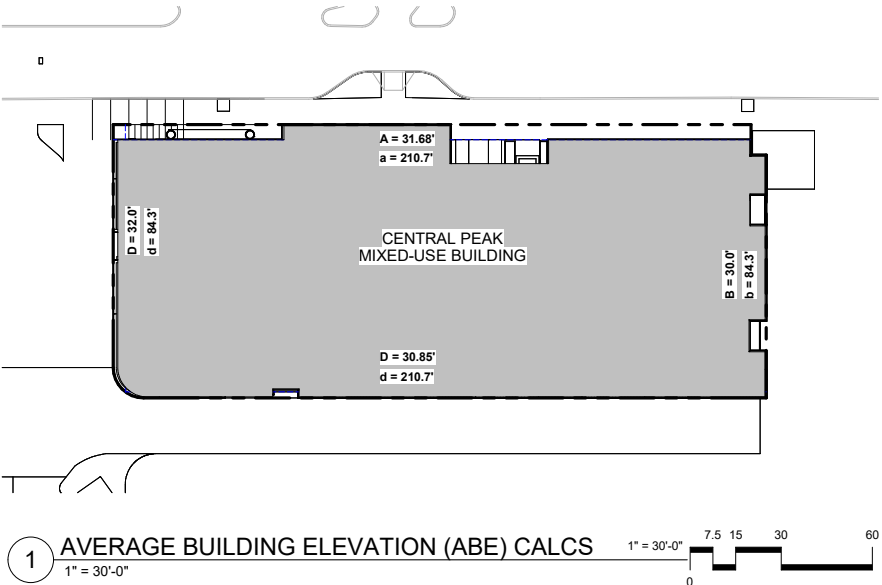 A = 31.68'
a = 210.7'
D = 32.0'
d = 84.3'
CENTRAL PEAK
MIXED-USE BUILDING
B = 30.0'
b = 84.3'
D = 30.85'
d = 210.7'
1 AVERAGE BUILDING ELEVATION (ABE) CALCS
1" = 30'-0"
1" = 30'-0"
0 7.5 15 30 60